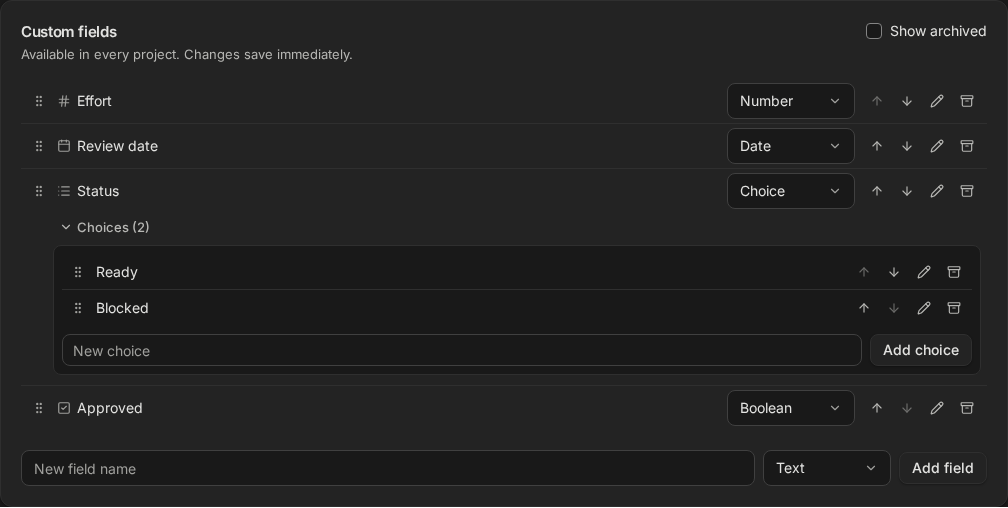 Custom fields
Show archived
Available in every project. Changes save immediately.
Effort
Number
Review date
Date
Status
Choice
Choices (2)
Ready
Blocked
New choice
Add choice
Approved
Boolean
New field name
Text
Add field